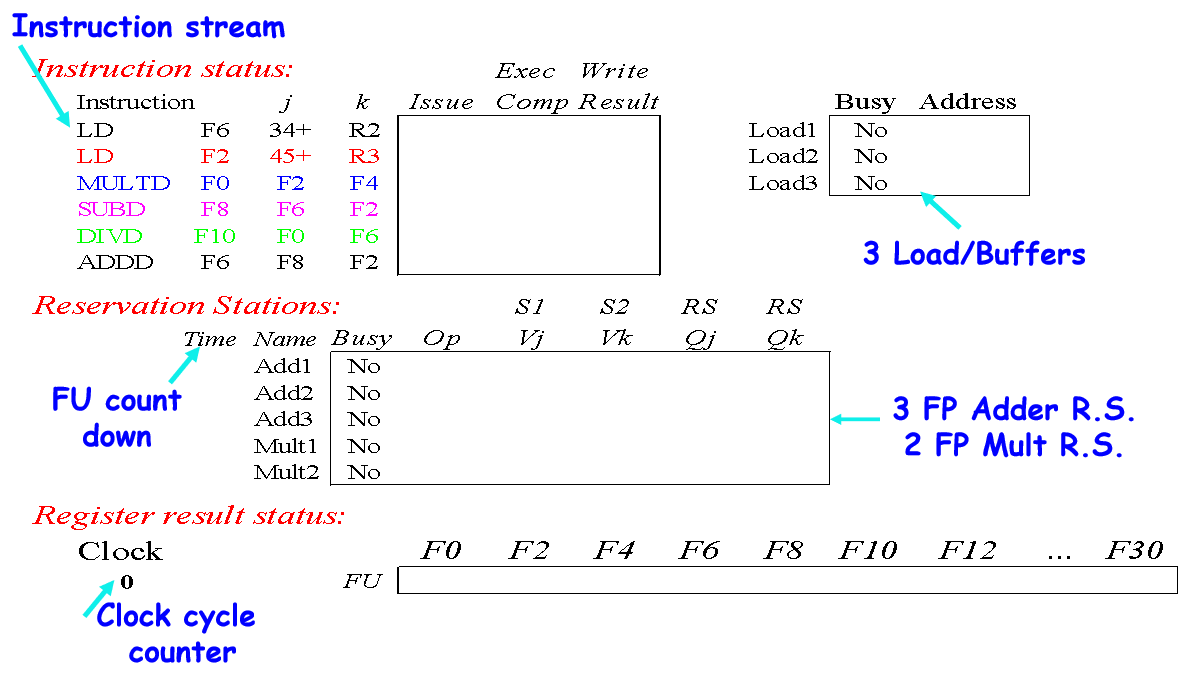 Instruction stream
Instruction status:
Exec Write
Instruction j k Issue Comp Result Busy Address
LD F6 34+ R2 Load1 No
LD F2 45+ R3 Load2 No
MULTD F0 F2 F4 Load3 No
SUBD F8 F6 F2
DIVD F10 F0 F6
ADDD F6 F8 F2
3 Load/Buffers
Reservation Stations: S1 S2 RS RS
Time Name Busy Op Vj Vk Qj Qk
Add1 No
Add2 No
Add3 No
Mult1 No
Mult2 No
FU count
down
3 FP Adder R.S.
2 FP Mult R.S.
Register result status:
Clock F0 F2 F4 F6 F8 F10 F12 ... F30
0 FU
Clock cycle
counter